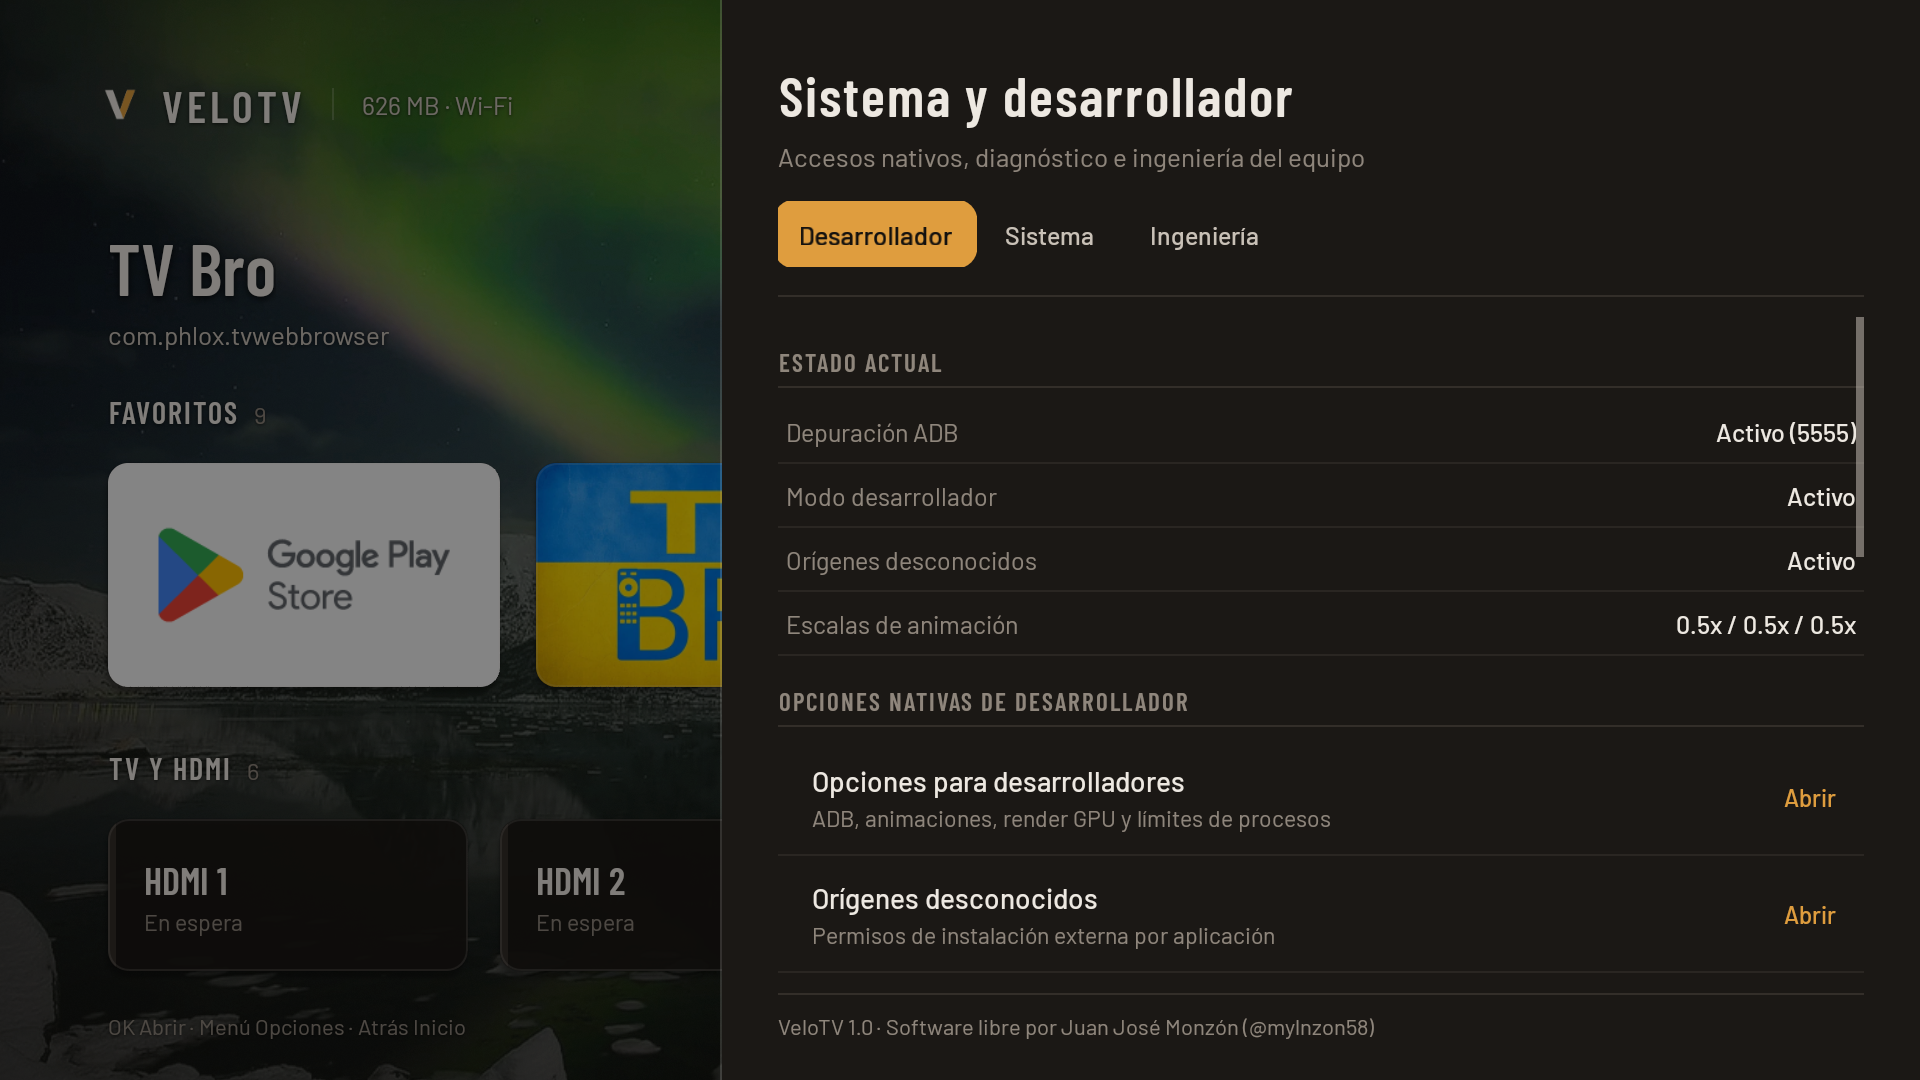 VELOTV
626 MB · Wi-Fi
TV Bro
com.phlox.tvwebbrowser
FAVORITOS 9
Google Play
Store
TV Y HDMI 6
HDMI 1
En espera
HDMI 2
En espera
OK Abrir · Menú Opciones · Atrás Inicio
Sistema y desarrollador
Accesos nativos, diagnóstico e ingeniería del equipo
Desarrollador
Sistema
Ingeniería
ESTADO ACTUAL
Depuración ADB
Activo (5555)
Modo desarrollador
Activo
Orígenes desconocidos
Activo
Escalas de animación
0.5x / 0.5x / 0.5x
OPCIONES NATIVAS DE DESARROLLADOR
Opciones para desarrolladores
ADB, animaciones, render GPU y límites de procesos
Abrir
Orígenes desconocidos
Permisos de instalación externa por aplicación
Abrir
VeloTV 1.0 · Software libre por Juan José Monzón (@mylnzon58)